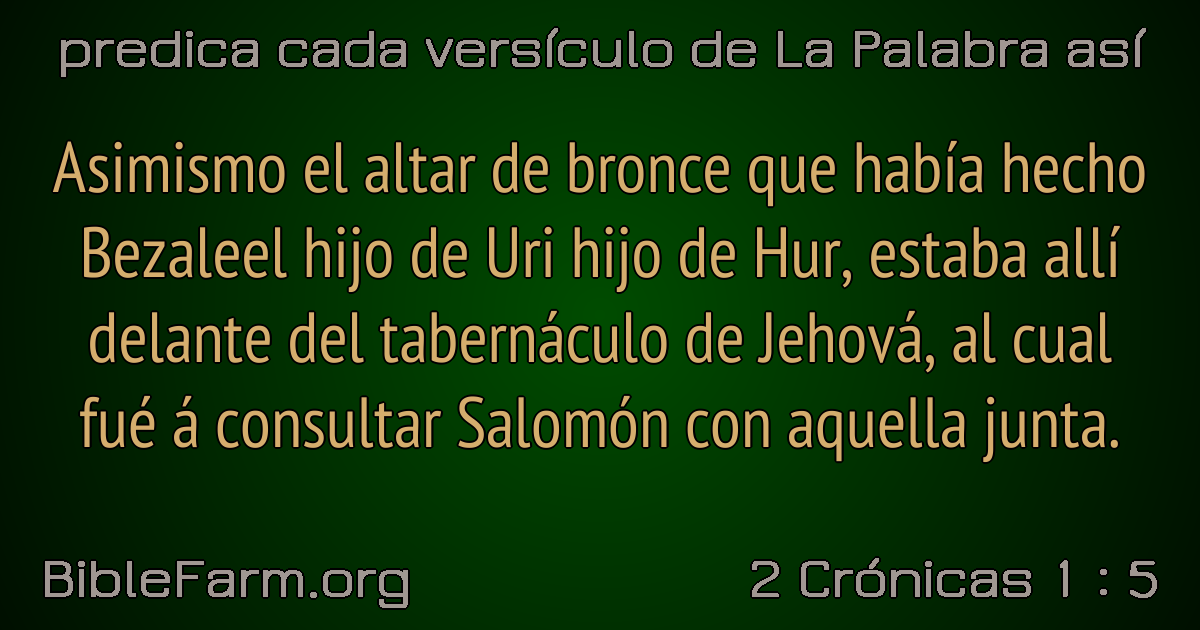 predica cada versículo de La Palabra así
Asimismo el altar de bronce que había hecho
Bezaleel hijo de Uri hijo de Hur, estaba allí
delante del tabernáculo de Jehová, al cual
fué á consultar Salomón con aquella junta.
BibleFarm.org
2 Crónicas 1 : 5